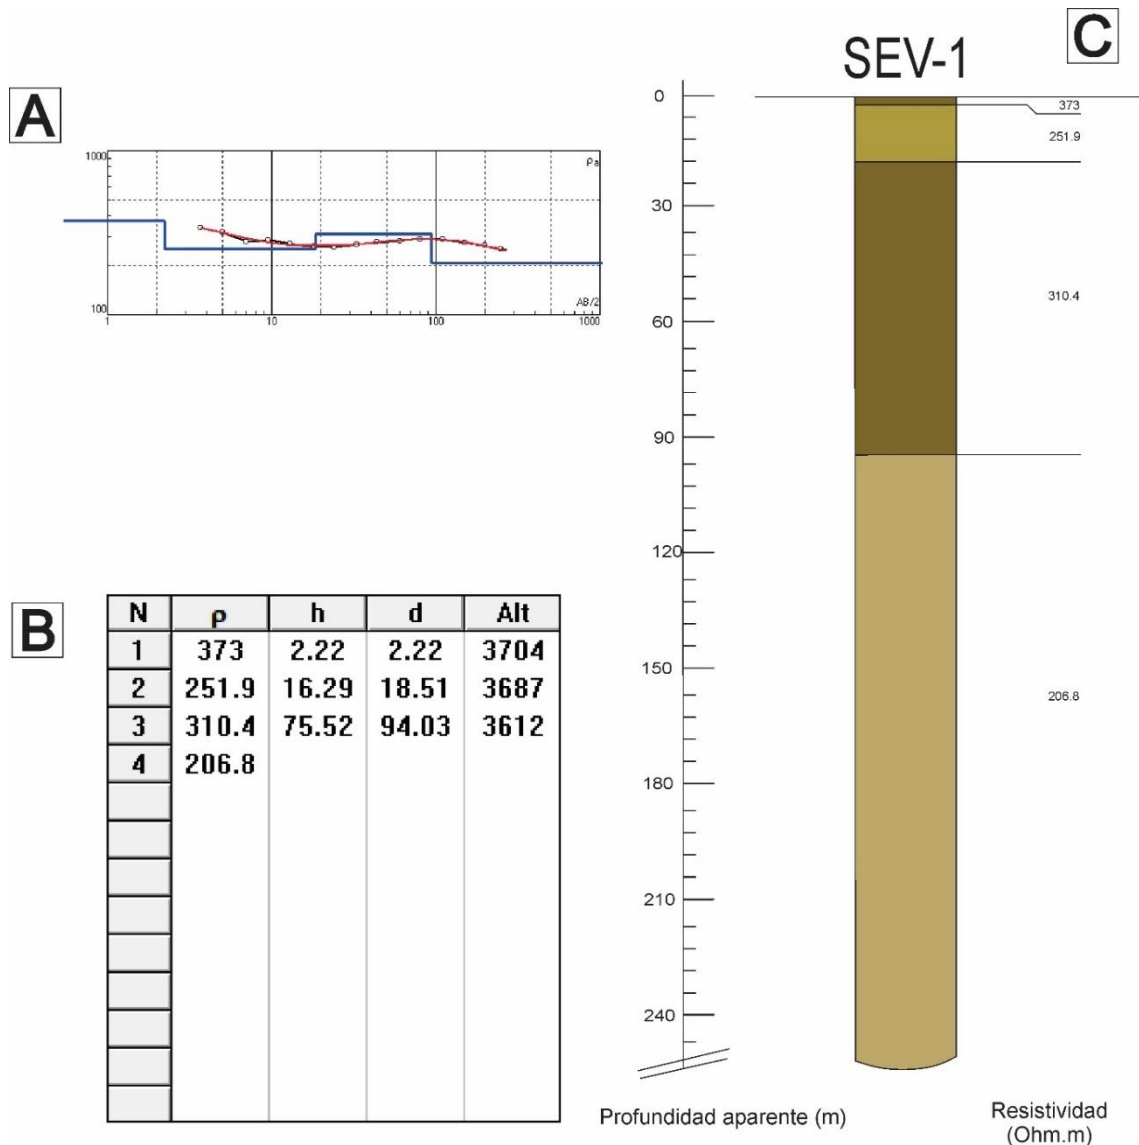 SEV-1
C
A
1000
ρa
100
AB/2
1 10 100 1000
B
N ρ h d Alt
1 373 2.22 2.22 3704
2 251.9 16.29 18.51 3687
3 310.4 75.52 94.03 3612
4 206.8
0
30
60
90
120
150
180
210
240
373
251.9
310.4
206.8
Profundidad aparente (m)
Resistividad
(Ohm.m)